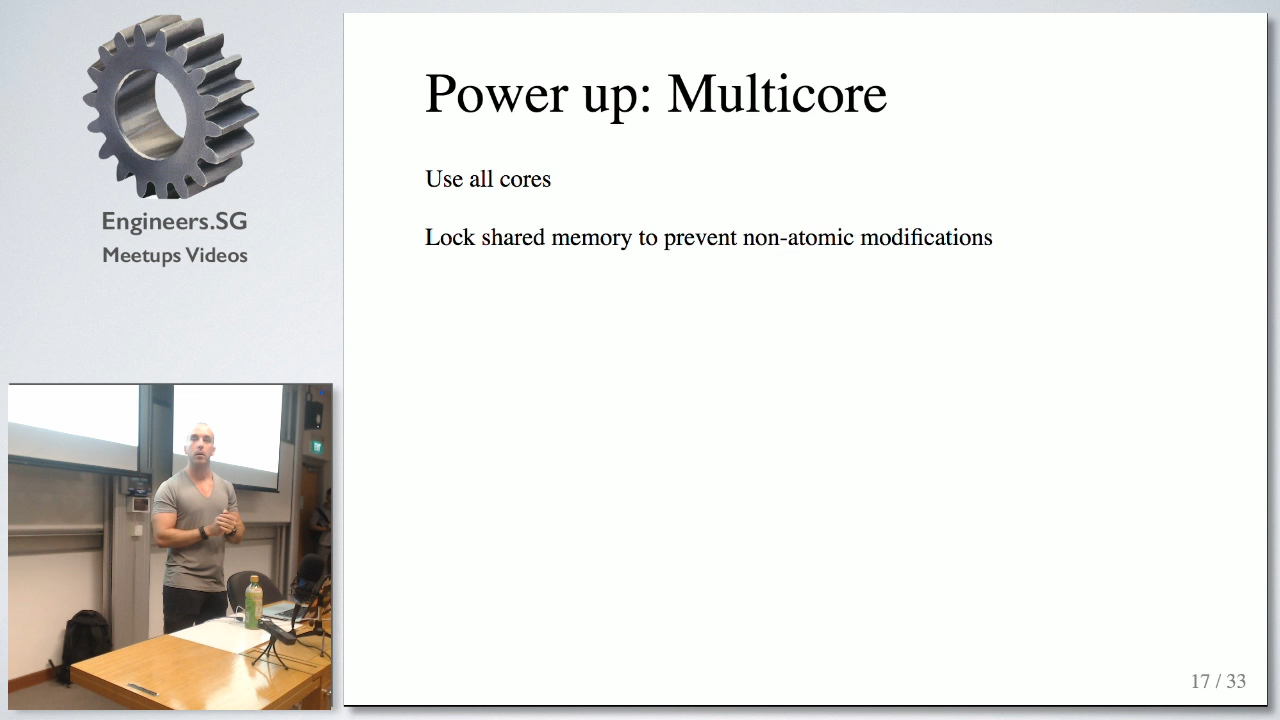 Engineers.SG
Meetups Videos
Power up: Multicore
Use all cores
Lock shared memory to prevent non-atomic modifications
17 / 33